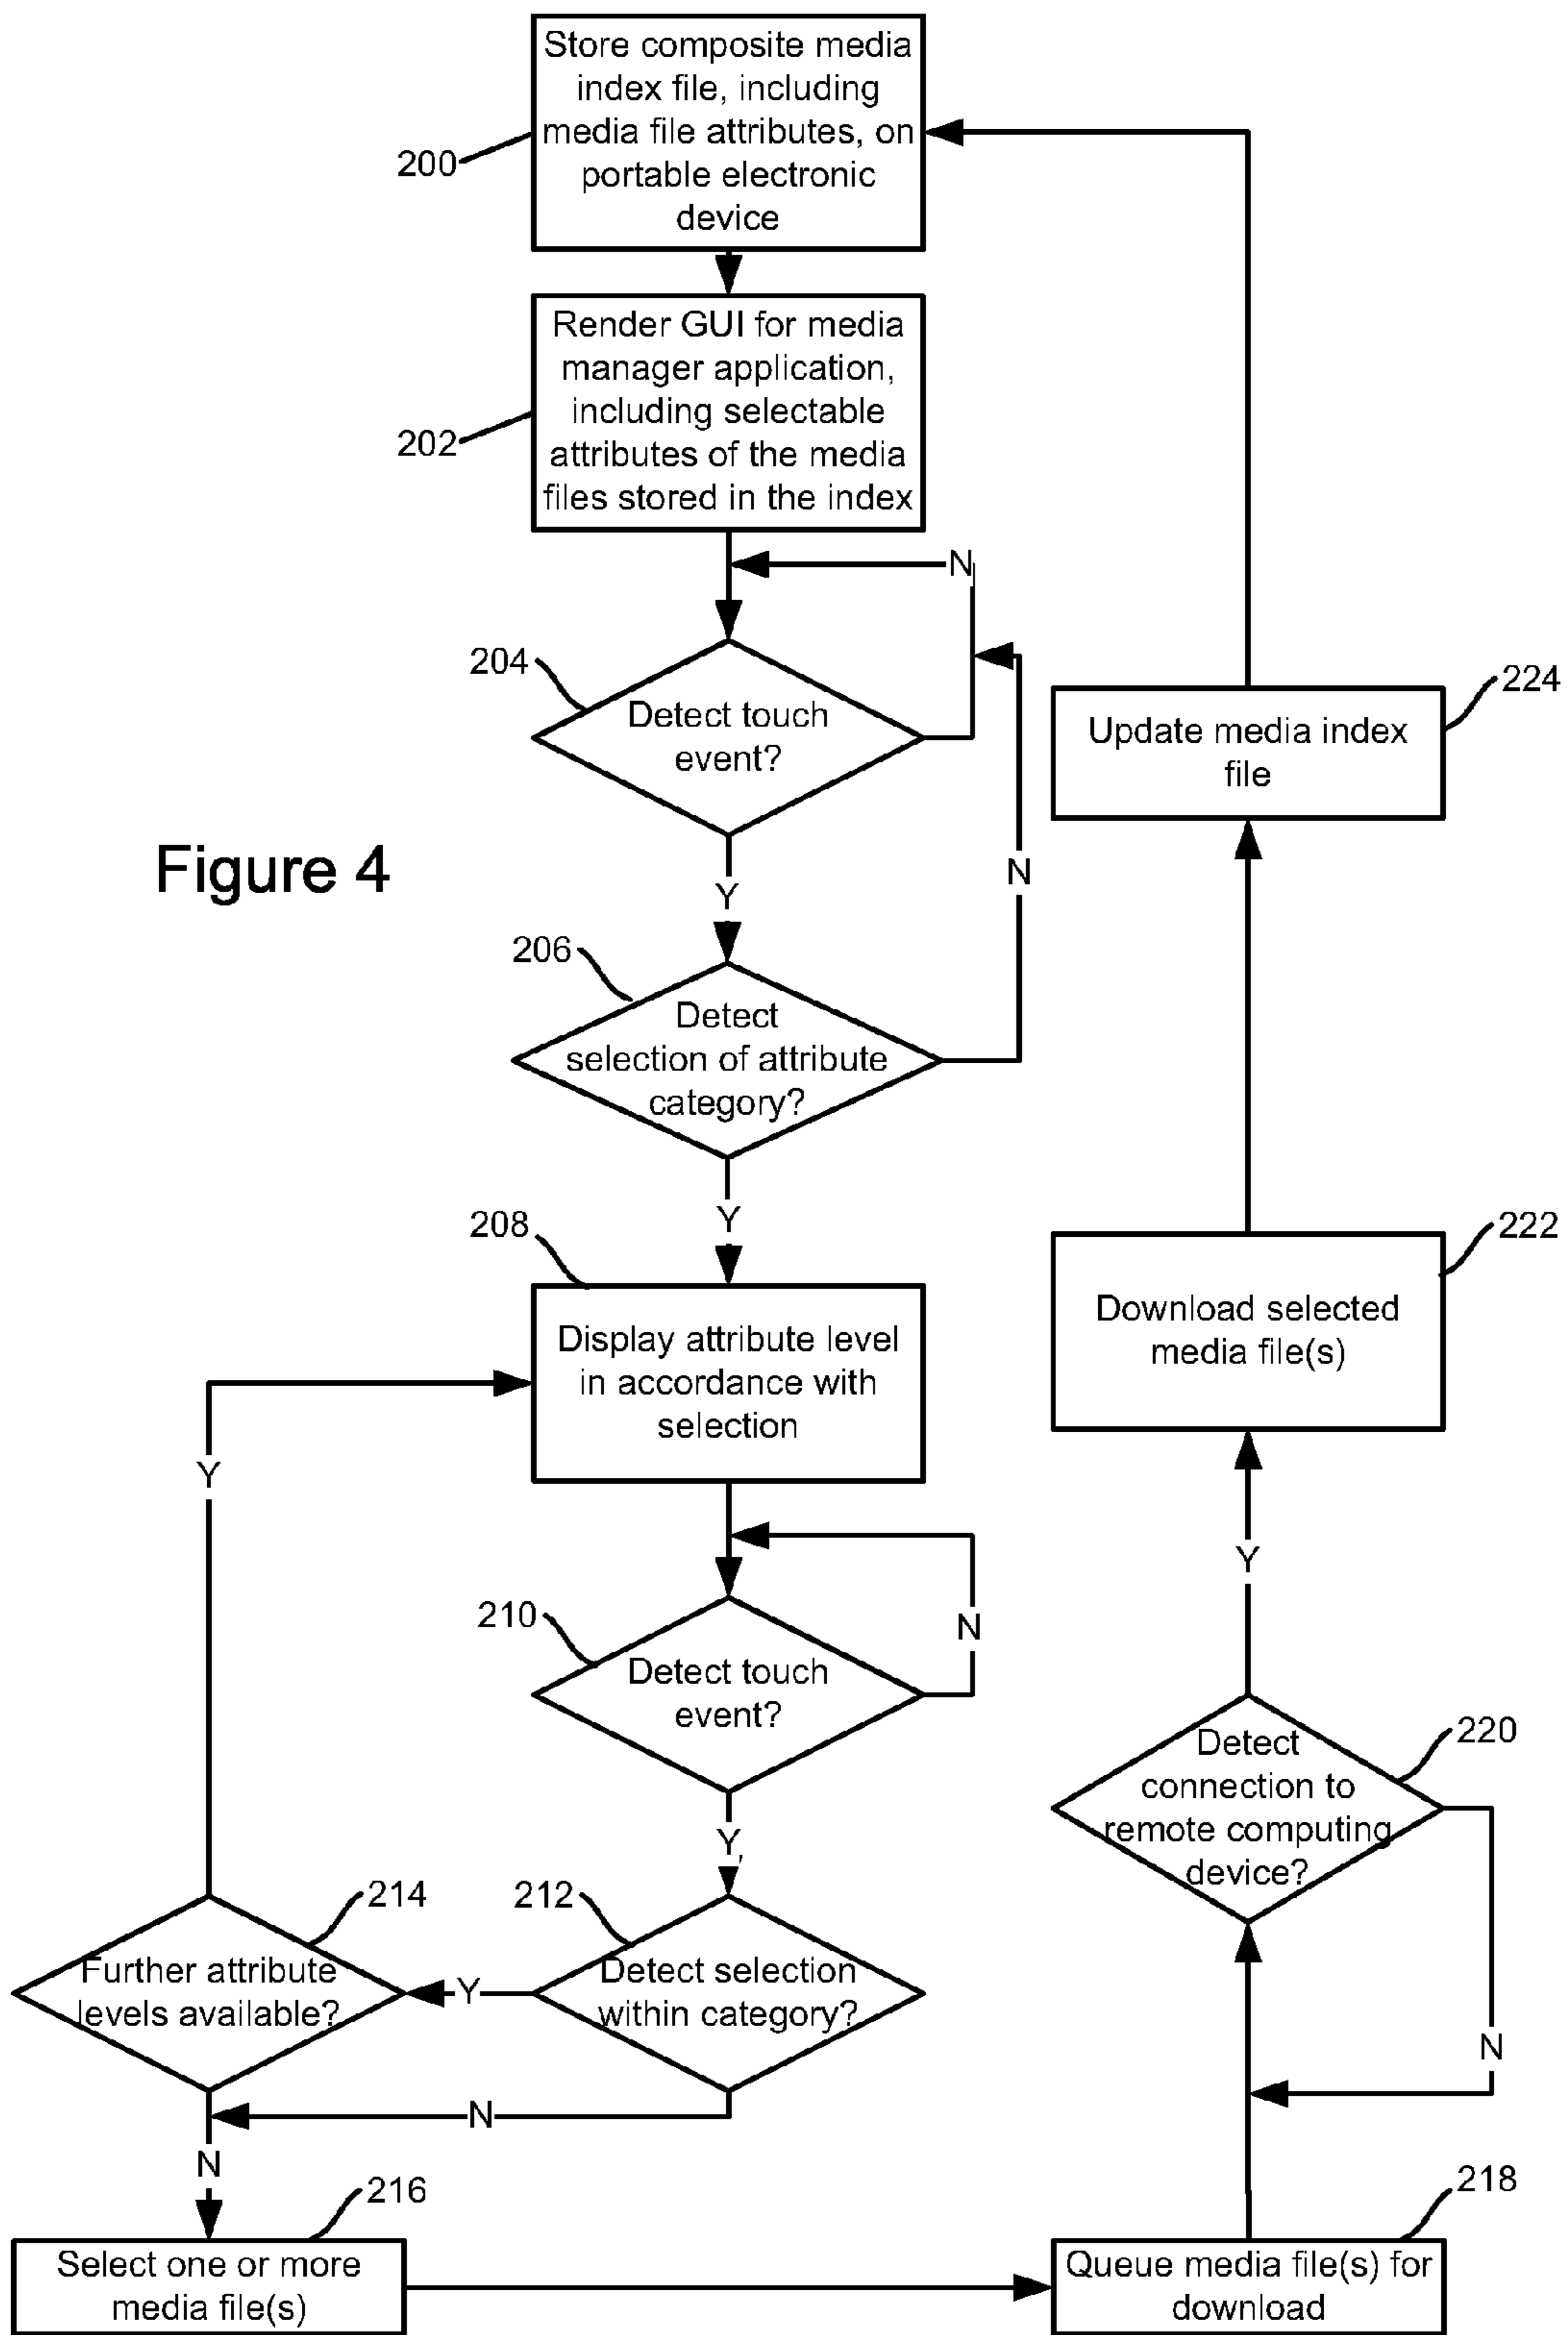 Store composite media
index file, including
media file attributes, on
portable electronic
device
200
Render GUI for media
manager application,
including selectable
attributes of the media
files stored in the index
202
N
204
Detect touch
event?
224
Update media index
file
Figure 4
N
Y
206
Detect
selection of attribute
category?
Y
208
Display attribute level
in accordance with
selection
222
Download selected
media file(s)
Y
Y
210
Detect touch
event?
N
220
Detect
connection to
remote computing
device?
Y
214
Further attribute
levels available?
212
Detect selection
within category?
Y
N
N
N
216
Select one or more
media file(s)
218
Queue media file(s) for
download